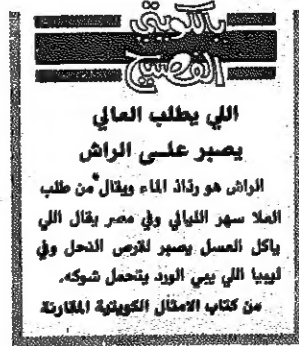 بالكويتي
الفصيح
اللي يطلب العالي
يصبر علـى الراش
الراش هو رذاذ الماء ويقال من طلب
العلا سهر الليالي وفي مصر يقال اللي
ياكل العسل يصبر لقرص النحل وفي
ليبيا اللي يبي الورد يتحمل شوكه.
من كتاب الامثال الكويتية المقارنة